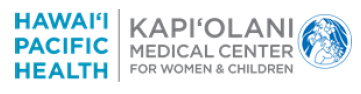 HAWAIʻI
PACIFIC
HEALTH
KAPIʻOLANI
MEDICAL CENTER
FOR WOMEN & CHILDREN